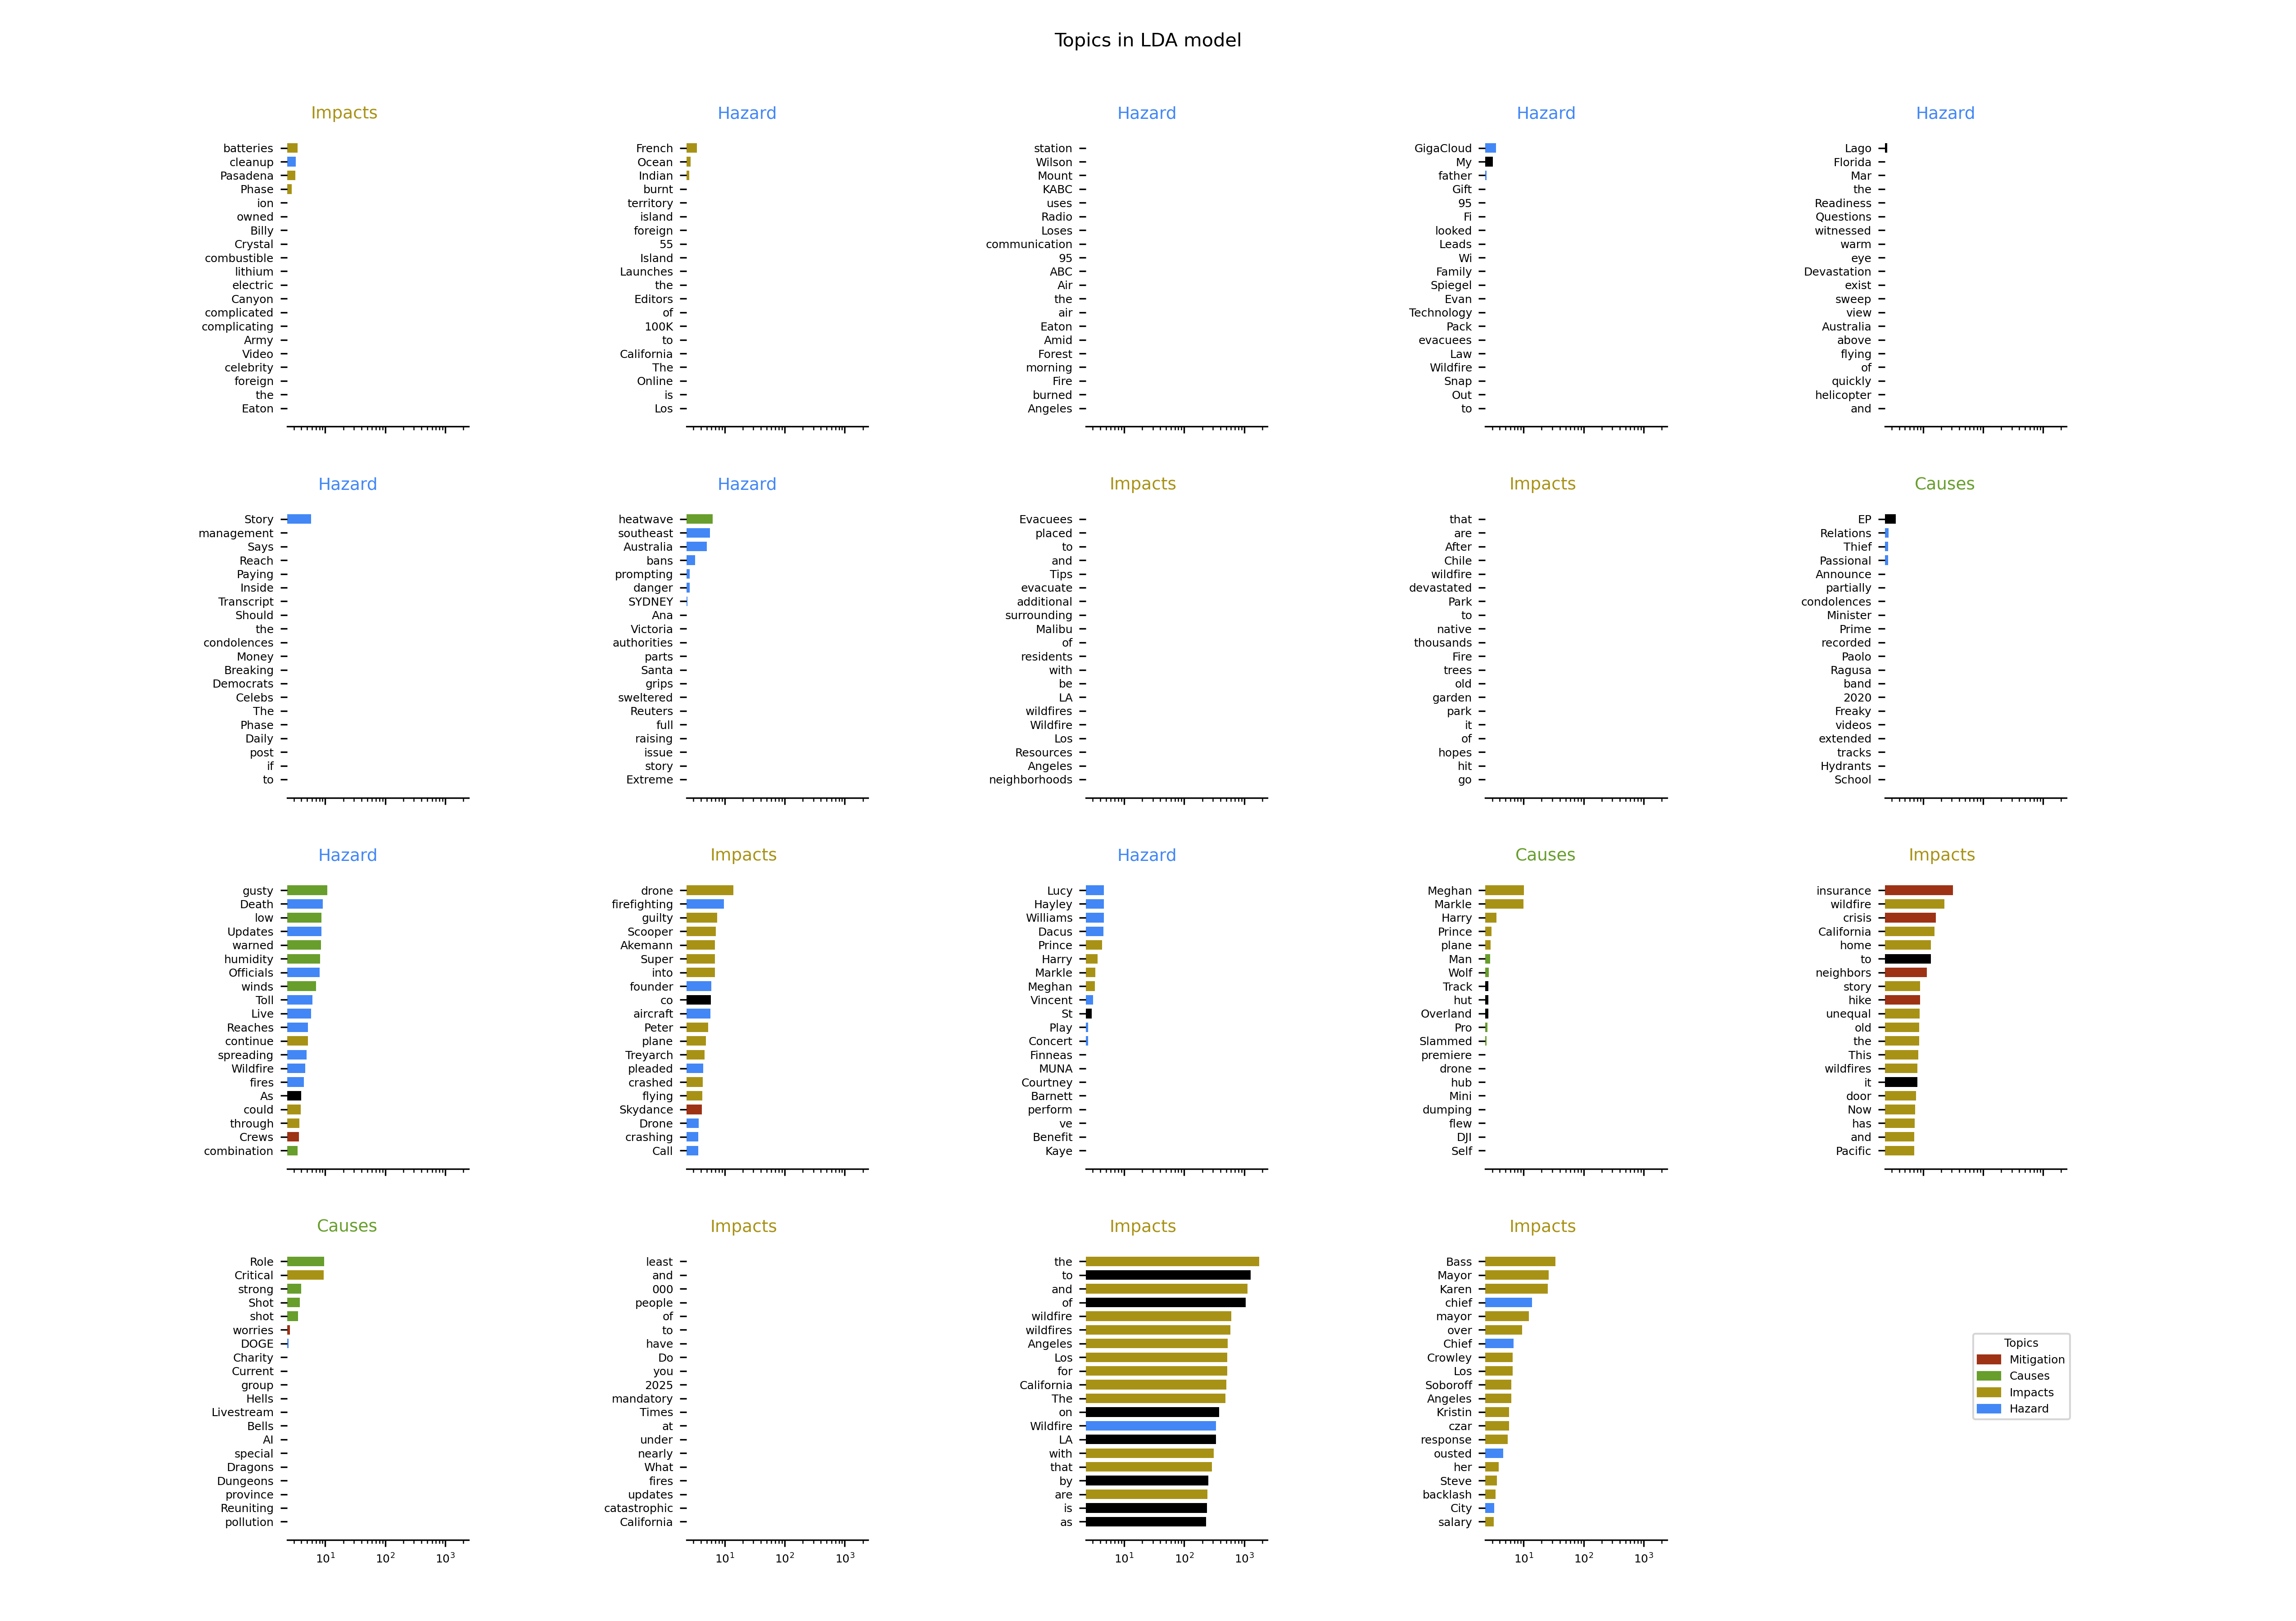 Topics in LDA model
Impacts
batteries
cleanup
Pasadena
Phase
ion
owned
Billy
Crystal
combustible
lithium
electric
Canyon
complicated
complicating
Army
Video
celebrity
foreign
the
Eaton
Hazard
French
Ocean
Indian
burnt
territory
island
foreign
55
Island
Launches
the
Editors
of
100K
to
California
The
Online
is
Los
Hazard
station
Wilson
Mount
KABC
uses
Radio
Loses
communication
95
ABC
Air
the
air
Eaton
Amid
Forest
morning
Fire
burned
Angeles
Hazard
GigaCloud
My
father
Gift
95
Fi
looked
Leads
Wi
Family
Spiegel
Evan
Technology
Pack
evacuees
Law
Wildfire
Snap
Out
to
Hazard
Lago
Florida
Mar
the
Readiness
Questions
witnessed
warm
eye
Devastation
exist
sweep
view
Australia
above
flying
of
quickly
helicopter
and
Hazard
Story
management
Says
Reach
Paying
Inside
Transcript
Should
the
condolences
Money
Breaking
Democrats
Celebs
The
Phase
Daily
post
if
to
Hazard
heatwave
southeast
Australia
bans
prompting
danger
SYDNEY
Ana
Victoria
authorities
parts
Santa
grips
sweltered
Reuters
full
raising
issue
story
Extreme
Impacts
Evacuees
placed
to
and
Tips
evacuate
additional
surrounding
Malibu
of
residents
with
be
LA
wildfires
Wildfire
Los
Resources
Angeles
neighborhoods
Impacts
that
are
After
Chile
wildfire
devastated
Park
to
native
thousands
Fire
trees
old
garden
park
it
of
hopes
hit
go
Causes
EP
Relations
Thief
Passional
Announce
partially
condolences
Minister
Prime
recorded
Paolo
Ragusa
band
2020
Freaky
videos
extended
tracks
Hydrants
School
Hazard
gusty
Death
low
Updates
warned
humidity
Officials
winds
Toll
Live
Reaches
continue
spreading
Wildfire
fires
As
could
through
Crews
combination
Impacts
drone
firefighting
guilty
Scooper
Akemann
Super
into
founder
co
aircraft
Peter
plane
Treyarch
pleaded
crashed
flying
Skydance
Drone
crashing
Call
Hazard
Lucy
Hayley
Williams
Dacus
Prince
Harry
Markle
Meghan
Vincent
St
Play
Concert
Finneas
MUNA
Courtney
Barnett
perform
ve
Benefit
Kaye
Causes
Meghan
Markle
Harry
Prince
plane
Man
Wolf
Track
hut
Overland
Pro
Slammed
premiere
drone
hub
Mini
dumping
flew
DJI
Self
Impacts
insurance
wildfire
crisis
California
home
to
neighbors
story
hike
unequal
old
the
This
wildfires
it
door
Now
has
and
Pacific
Causes
Role
Critical
strong
Shot
shot
worries
DOGE
Charity
Current
group
Hells
Livestream
Bells
AI
special
Dragons
Dungeons
province
Reuniting
pollution
10¹ 10² 10³
Impacts
least
and
000
people
of
to
have
Do
you
2025
mandatory
Times
at
under
nearly
What
fires
updates
catastrophic
California
10¹ 10² 10³
Impacts
the
to
and
of
wildfire
wildfires
Angeles
Los
for
California
The
on
Wildfire
LA
with
that
by
are
is
as
10¹ 10² 10³
Impacts
Bass
Mayor
Karen
chief
mayor
over
Chief
Crowley
Los
Soboroff
Angeles
Kristin
czar
response
ousted
her
Steve
backlash
City
salary
10¹ 10² 10³
Topics
Mitigation
Causes
Impacts
Hazard